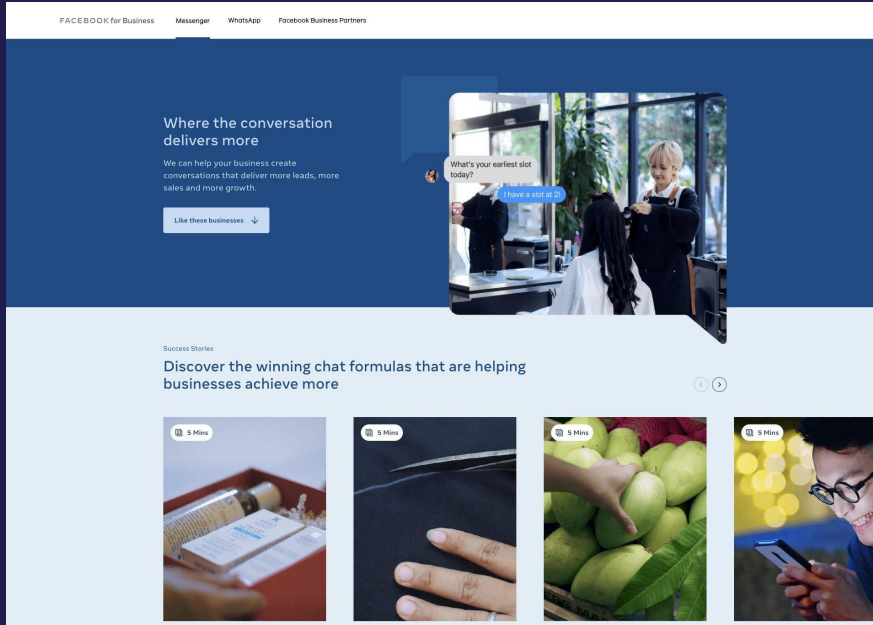 FACEBOOK for Business
Messenger
WhatsApp
Facebook Business Partners
Where the conversation
delivers more
We can help your business create
conversations that deliver more leads, more
sales and more growth.
Like these businesses
What's your earliest slot
today?
I have a slot at 2!
Success Stories
Discover the winning chat formulas that are helping
businesses achieve more
5 Mins
5 Mins
5 Mins
5 Mins